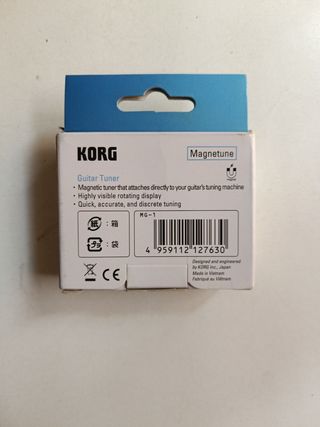 KORG
Magnetune
Magnet
Guitar Tuner
・Magnetic tuner that attaches directly to your guitar's tuning machine
・Highly visible rotating display
・Quick, accurate, and discrete tuning
紙 : 箱
プラ : 袋
MG-1
4 959112 127630
CE
Designed and engineered
by KORG Inc., Japan
Made in Vietnam
Fabriqué au Viêtnam